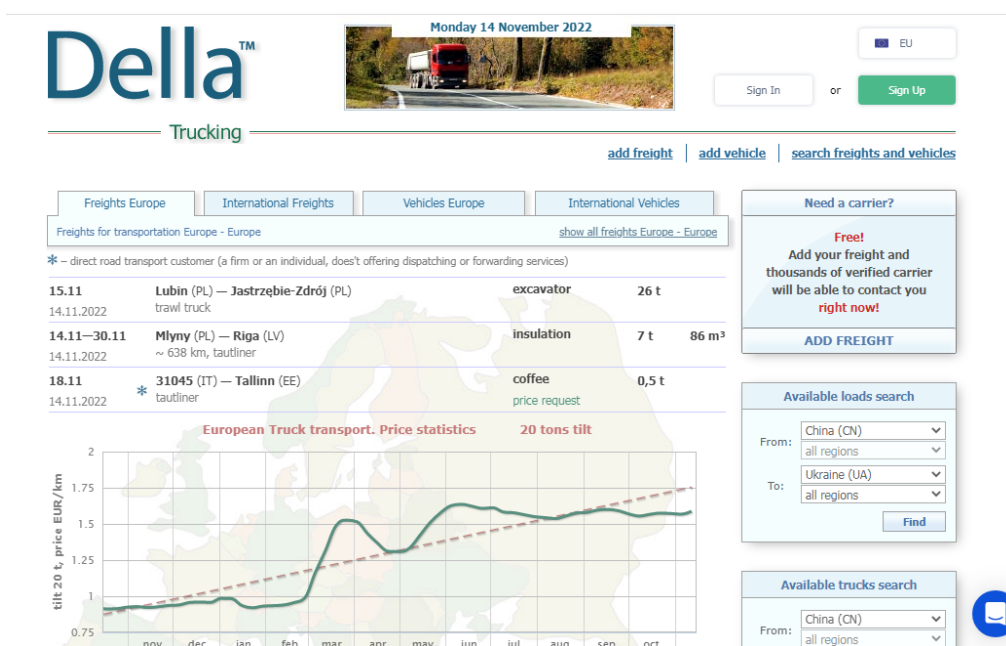 Monday 14 November 2022
Della™
EU
Sign In
or
Sign Up
Trucking
add freight
add vehicle
search freights and vehicles
Freights Europe
International Freights
Vehicles Europe
International Vehicles
Freights for transportation Europe - Europe
show all freights Europe - Europe
* – direct road transport customer (a firm or an individual, does't offering dispatching or forwarding services)
15.11 Lubin (PL) — Jastrzębie-Zdrój (PL) excavator 26 t
14.11.2022 trawl truck
14.11—30.11 Mlyny (PL) — Riga (LV) insulation 7 t 86 m³
14.11.2022 ~ 638 km, tautliner
18.11 * 31045 (IT) — Tallinn (EE) coffee 0,5 t
14.11.2022 tautliner price request
European Truck transport. Price statistics 20 tons tilt
tilt 20 t, price EUR/km
2
1.75
1.5
1.25
1
0.75
nov dec jan feb mar apr may jun jul aug sep oct
Need a carrier?
Free!
Add your freight and
thousands of verified carrier
will be able to contact you
right now!
ADD FREIGHT
Available loads search
From: China (CN)
all regions
To: Ukraine (UA)
all regions
Find
Available trucks search
From: China (CN)
all regions